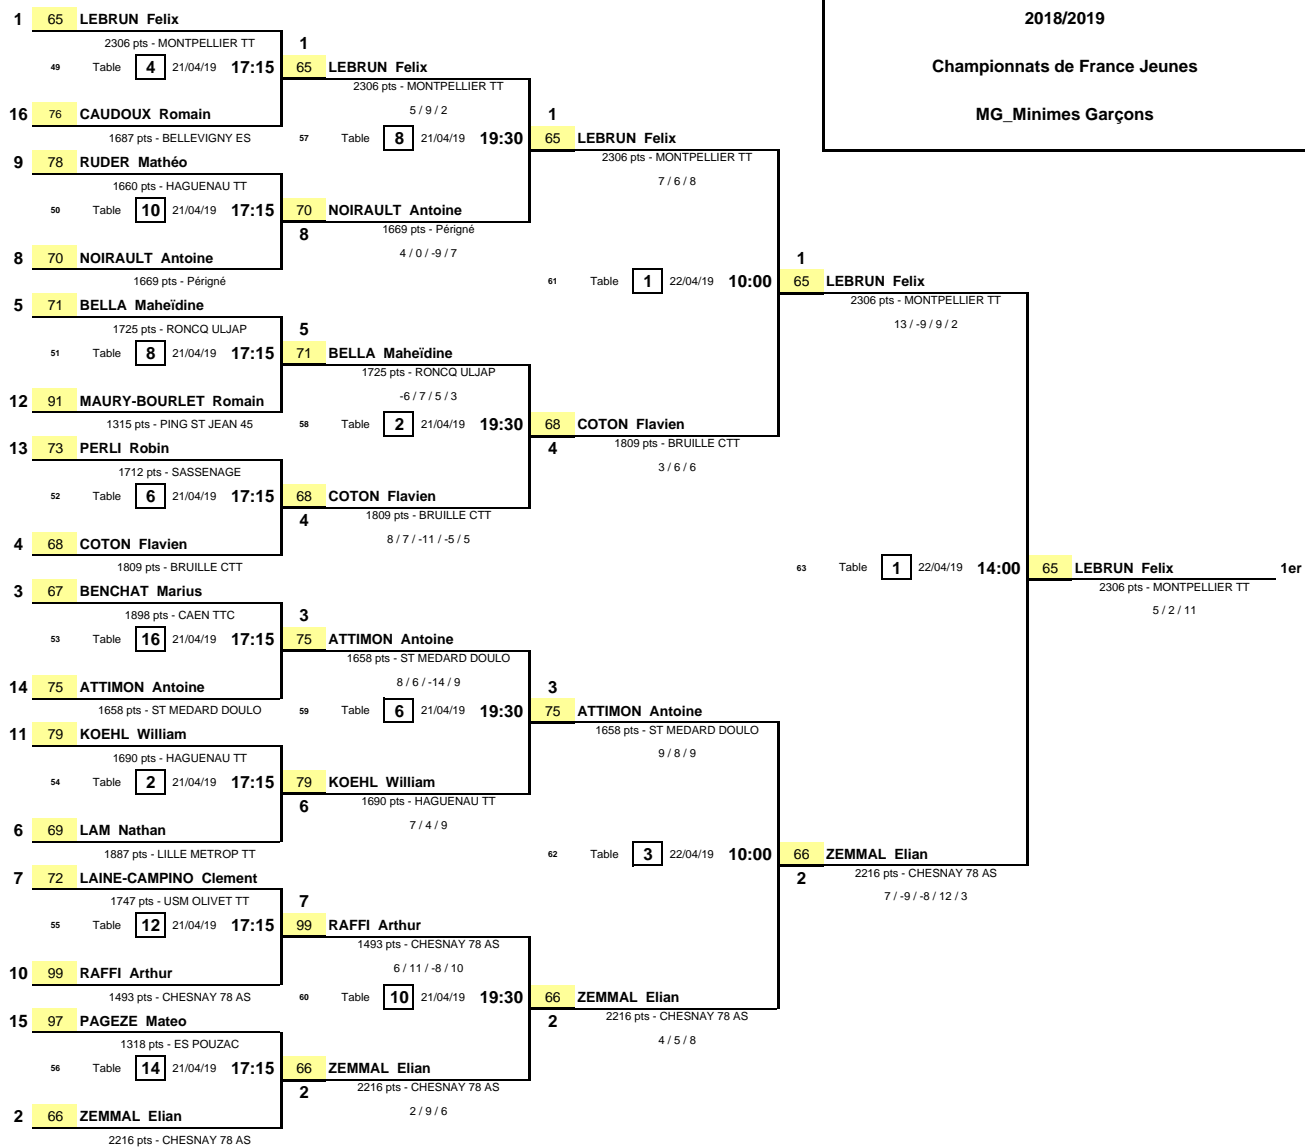 2018/2019
Championnats de France Jeunes
MG_Minimes Garçons
1 65 LEBRUN Felix
2306 pts - MONTPELLIER TT
49 Table 4 21/04/19 17:15
16 76 CAUDOUX Romain
1687 pts - BELLEVIGNY ES
9 78 RUDER Mathéo
1660 pts - HAGUENAU TT
50 Table 10 21/04/19 17:15
8 70 NOIRAULT Antoine
1669 pts - Périgné
5 71 BELLA Maheïdine
1725 pts - RONCQ ULJAP
51 Table 8 21/04/19 17:15
12 91 MAURY-BOURLET Romain
1315 pts - PING ST JEAN 45
13 73 PERLI Robin
1712 pts - SASSENAGE
52 Table 6 21/04/19 17:15
4 68 COTON Flavien
1809 pts - BRUILLE CTT
3 67 BENCHAT Marius
1898 pts - CAEN TTC
53 Table 16 21/04/19 17:15
14 75 ATTIMON Antoine
1658 pts - ST MEDARD DOULO
11 79 KOEHL William
1690 pts - HAGUENAU TT
54 Table 2 21/04/19 17:15
6 69 LAM Nathan
1887 pts - LILLE METROP TT
7 72 LAINE-CAMPINO Clement
1747 pts - USM OLIVET TT
55 Table 12 21/04/19 17:15
10 99 RAFFI Arthur
1493 pts - CHESNAY 78 AS
15 97 PAGEZE Mateo
1318 pts - ES POUZAC
56 Table 14 21/04/19 17:15
2 66 ZEMMAL Elian
2216 pts - CHESNAY 78 AS
1
65 LEBRUN Felix
2306 pts - MONTPELLIER TT
5 / 9 / 2
57 Table 8 21/04/19 19:30
70 NOIRAULT Antoine
8
1669 pts - Périgné
4 / 0 / -9 / 7
5
71 BELLA Maheïdine
1725 pts - RONCQ ULJAP
-6 / 7 / 5 / 3
58 Table 2 21/04/19 19:30
68 COTON Flavien
4
1809 pts - BRUILLE CTT
8 / 7 / -11 / -5 / 5
3
75 ATTIMON Antoine
1658 pts - ST MEDARD DOULO
8 / 6 / -14 / 9
59 Table 6 21/04/19 19:30
79 KOEHL William
6
1690 pts - HAGUENAU TT
7 / 4 / 9
7
99 RAFFI Arthur
1493 pts - CHESNAY 78 AS
6 / 11 / -8 / 10
60 Table 10 21/04/19 19:30
66 ZEMMAL Elian
2
2216 pts - CHESNAY 78 AS
2 / 9 / 6
1
65 LEBRUN Felix
2306 pts - MONTPELLIER TT
7 / 6 / 8
61 Table 1 22/04/19 10:00
68 COTON Flavien
4
1809 pts - BRUILLE CTT
3 / 6 / 6
3
75 ATTIMON Antoine
1658 pts - ST MEDARD DOULO
9 / 8 / 9
62 Table 3 22/04/19 10:00
66 ZEMMAL Elian
2
2216 pts - CHESNAY 78 AS
4 / 5 / 8
1
65 LEBRUN Felix
2306 pts - MONTPELLIER TT
13 / -9 / 9 / 2
63 Table 1 22/04/19 14:00
66 ZEMMAL Elian
2
2216 pts - CHESNAY 78 AS
7 / -9 / -8 / 12 / 3
65 LEBRUN Felix 1er
2306 pts - MONTPELLIER TT
5 / 2 / 11